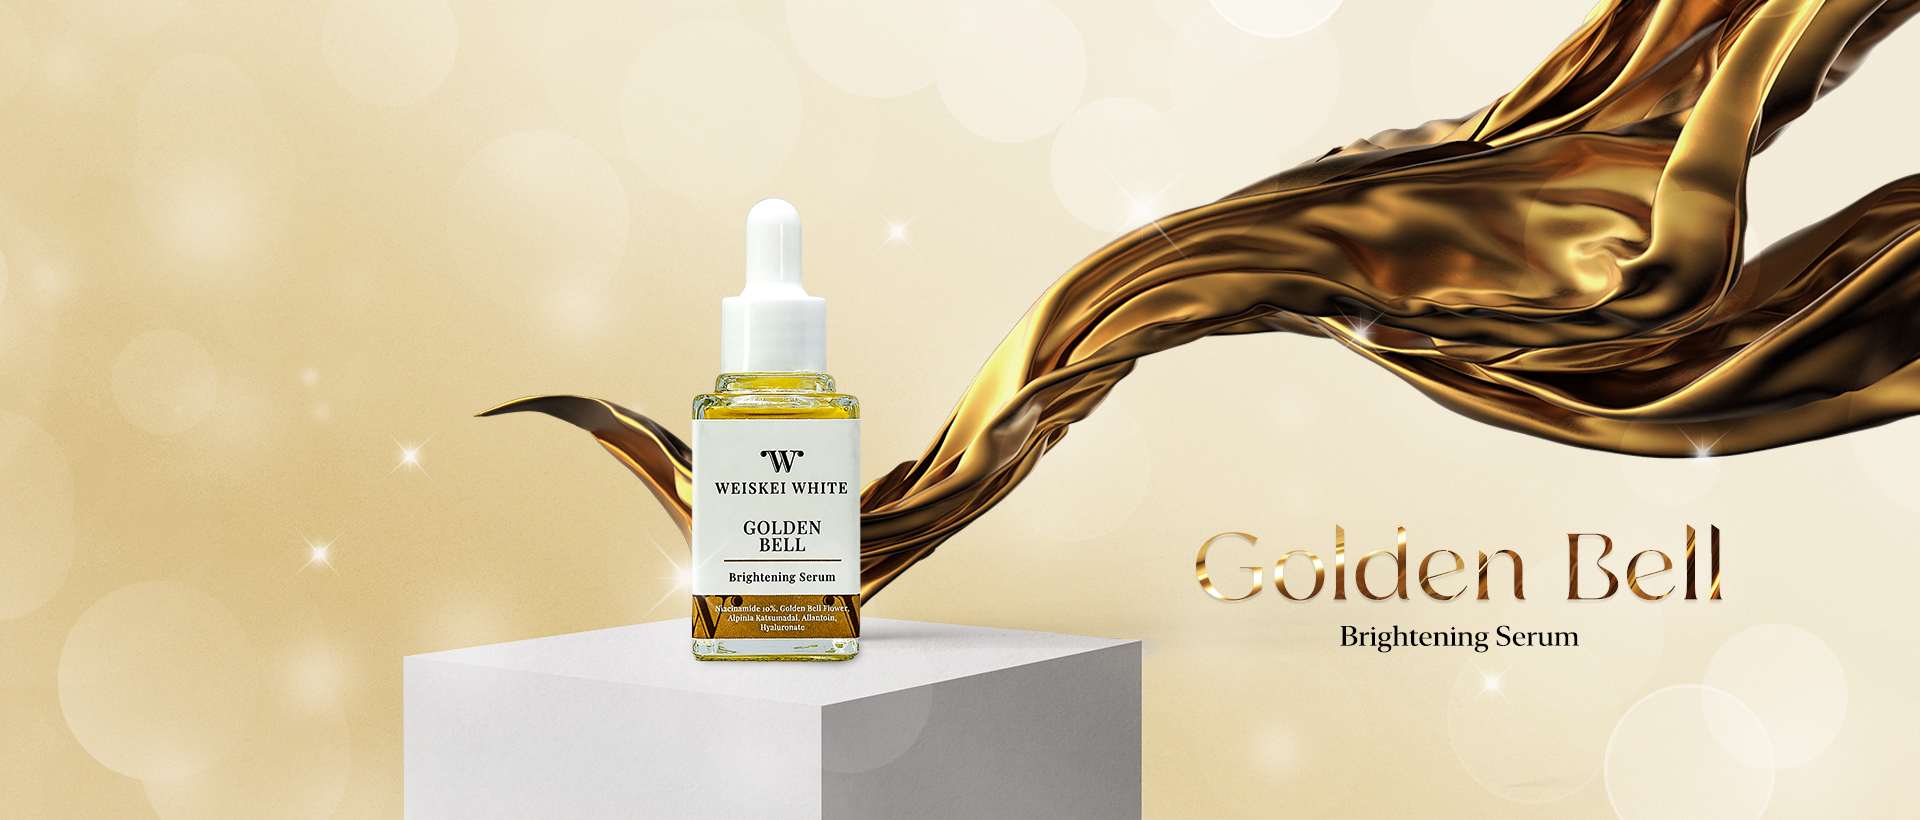 W
WEISKEI WHITE
GOLDEN
BELL
Brightening Serum
Niacinamide 10%, Golden Bell Flower,
Alpinia Katsumadai, Allantoin,
Hyaluronate
Golden Bell
Brightening Serum